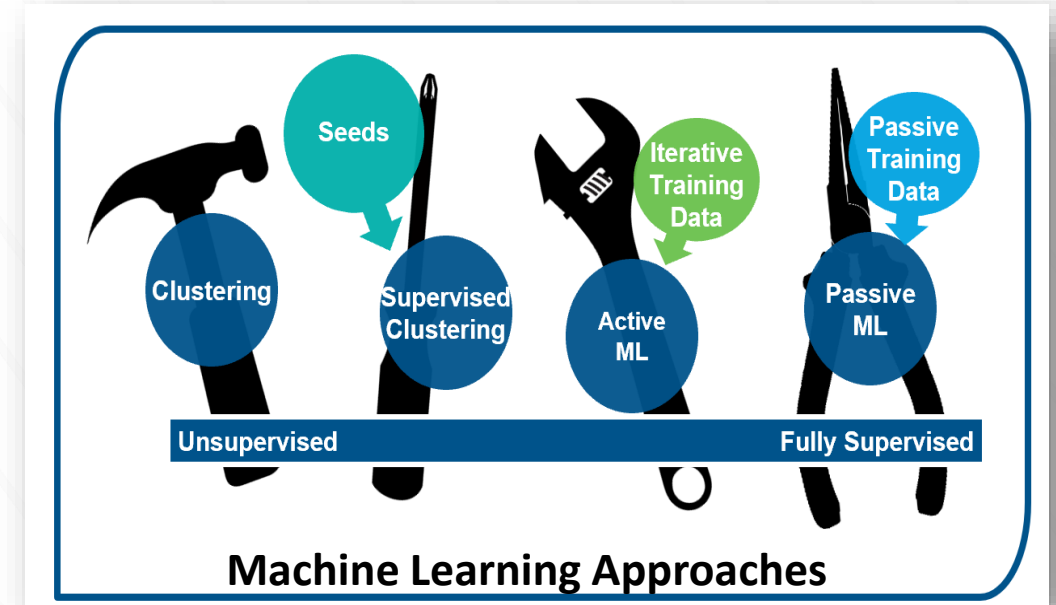 Seeds
Clustering
Supervised
Clustering
Iterative
Training
Data
Active
ML
Passive
Training
Data
Passive
ML
Unsupervised
Fully Supervised
Machine Learning Approaches